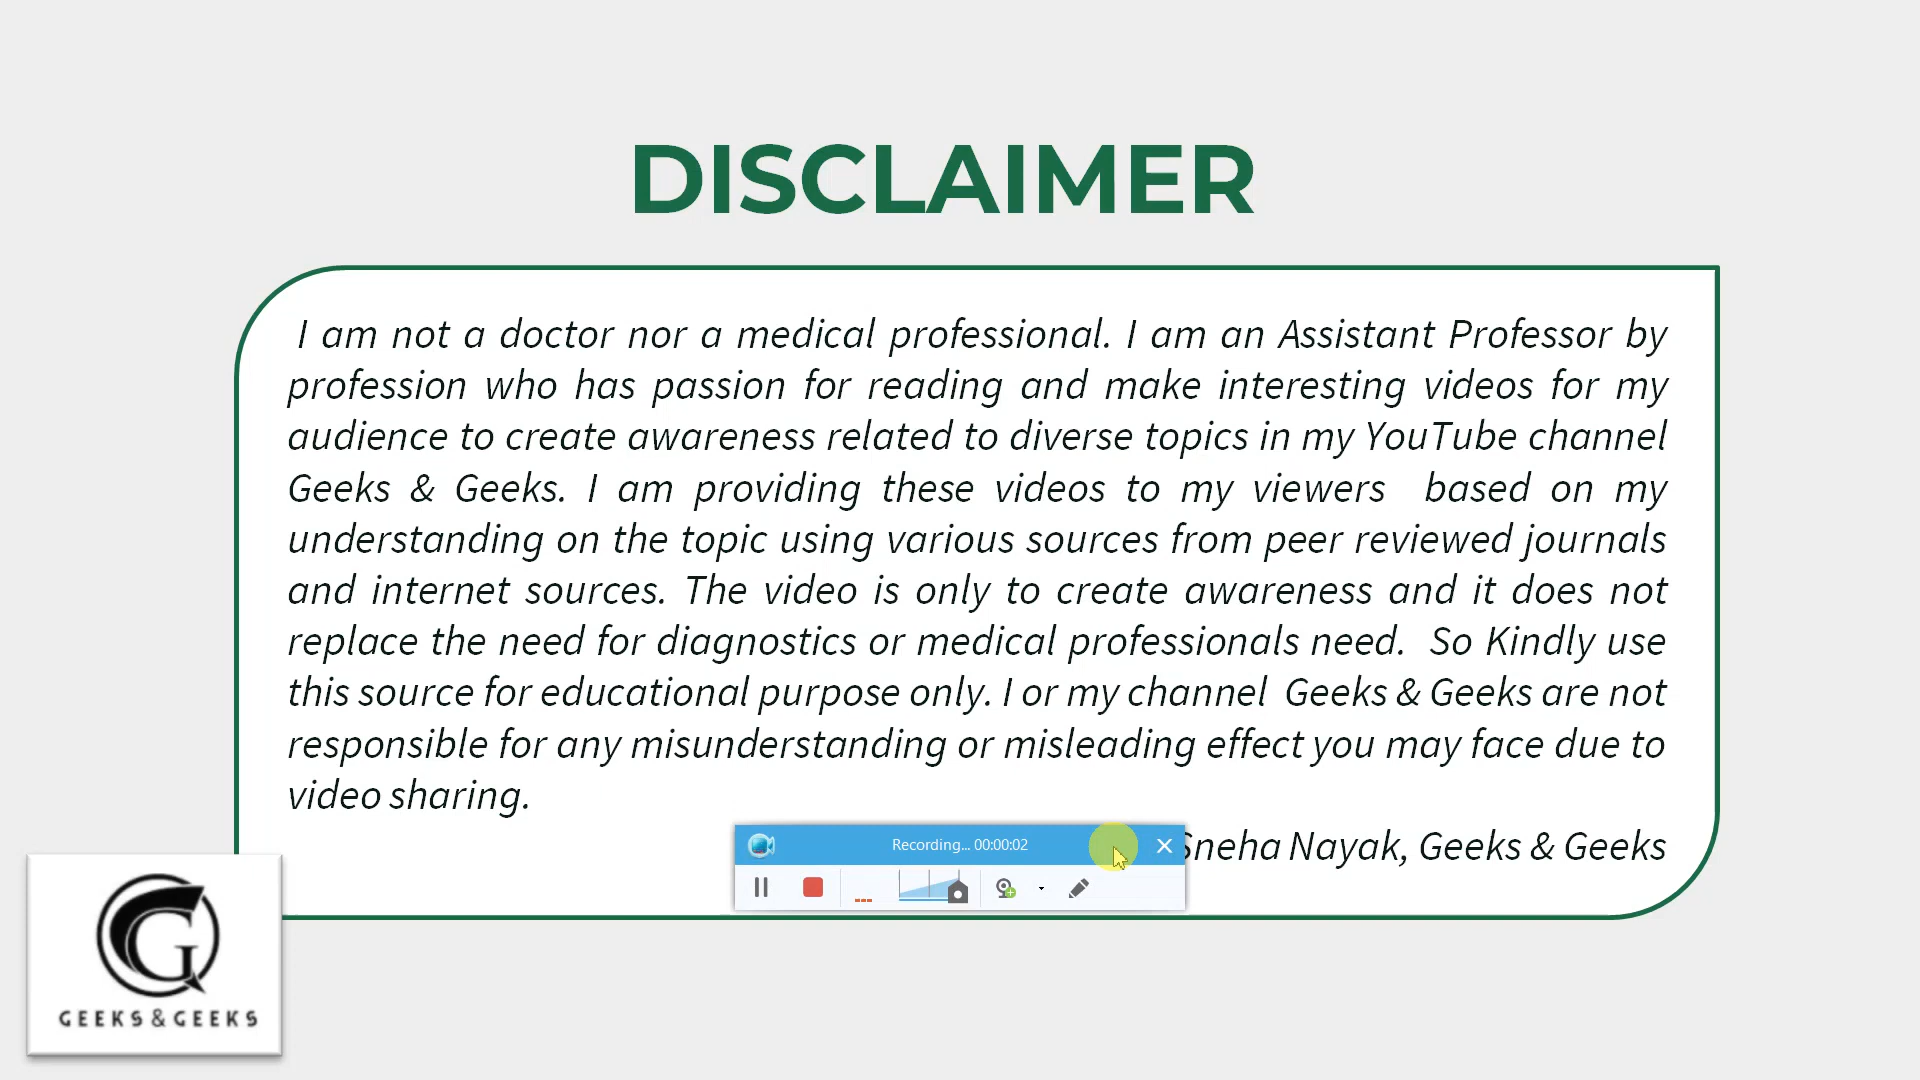 DISCLAIMER
I am not a doctor nor a medical professional. I am an Assistant Professor by
profession who has passion for reading and make interesting videos for my
audience to create awareness related to diverse topics in my YouTube channel
Geeks & Geeks. I am providing these videos to my viewers based on my
understanding on the topic using various sources from peer reviewed journals
and internet sources. The video is only to create awareness and it does not
replace the need for diagnostics or medical professionals need. So Kindly use
this source for educational purpose only. I or my channel Geeks & Geeks are not
responsible for any misunderstanding or misleading effect you may face due to
video sharing.
Recording... 00:00:02
Sneha Nayak, Geeks & Geeks
GEEKS&GEEKS